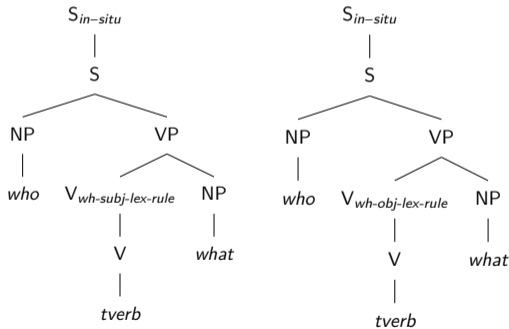 S_in−situ S_in−situ
S S
NP VP NP VP
who V_wh-subj-lex-rule NP who V_wh-obj-lex-rule NP
V what V what
tverb tverb